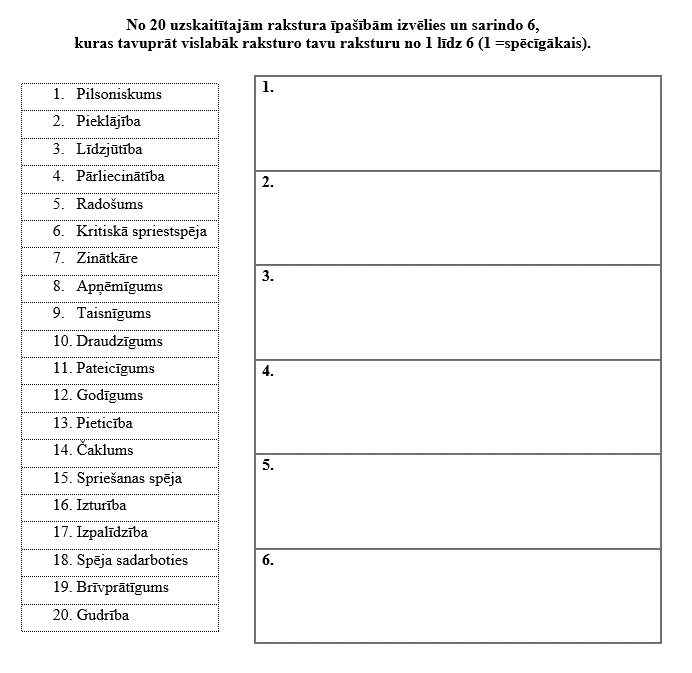 No 20 uzskaitītajām rakstura īpašībām izvēlies un sarindo 6,
kuras tavuprāt vislabāk raksturo tavu raksturu no 1 līdz 6 (1 =spēcīgākais).
1. Pilsoniskums
2. Pieklājība
3. Līdzjūtība
4. Pārliecinātība
5. Radošums
6. Kritiskā spriestspēja
7. Zinātkāre
8. Apņēmīgums
9. Taisnīgums
10. Draudzīgums
11. Pateicīgums
12. Godīgums
13. Pieticība
14. Čaklums
15. Spriešanas spēja
16. Izturība
17. Izpalīdzība
18. Spēja sadarboties
19. Brīvprātīgums
20. Gudrība
1.
2.
3.
4.
5.
6.